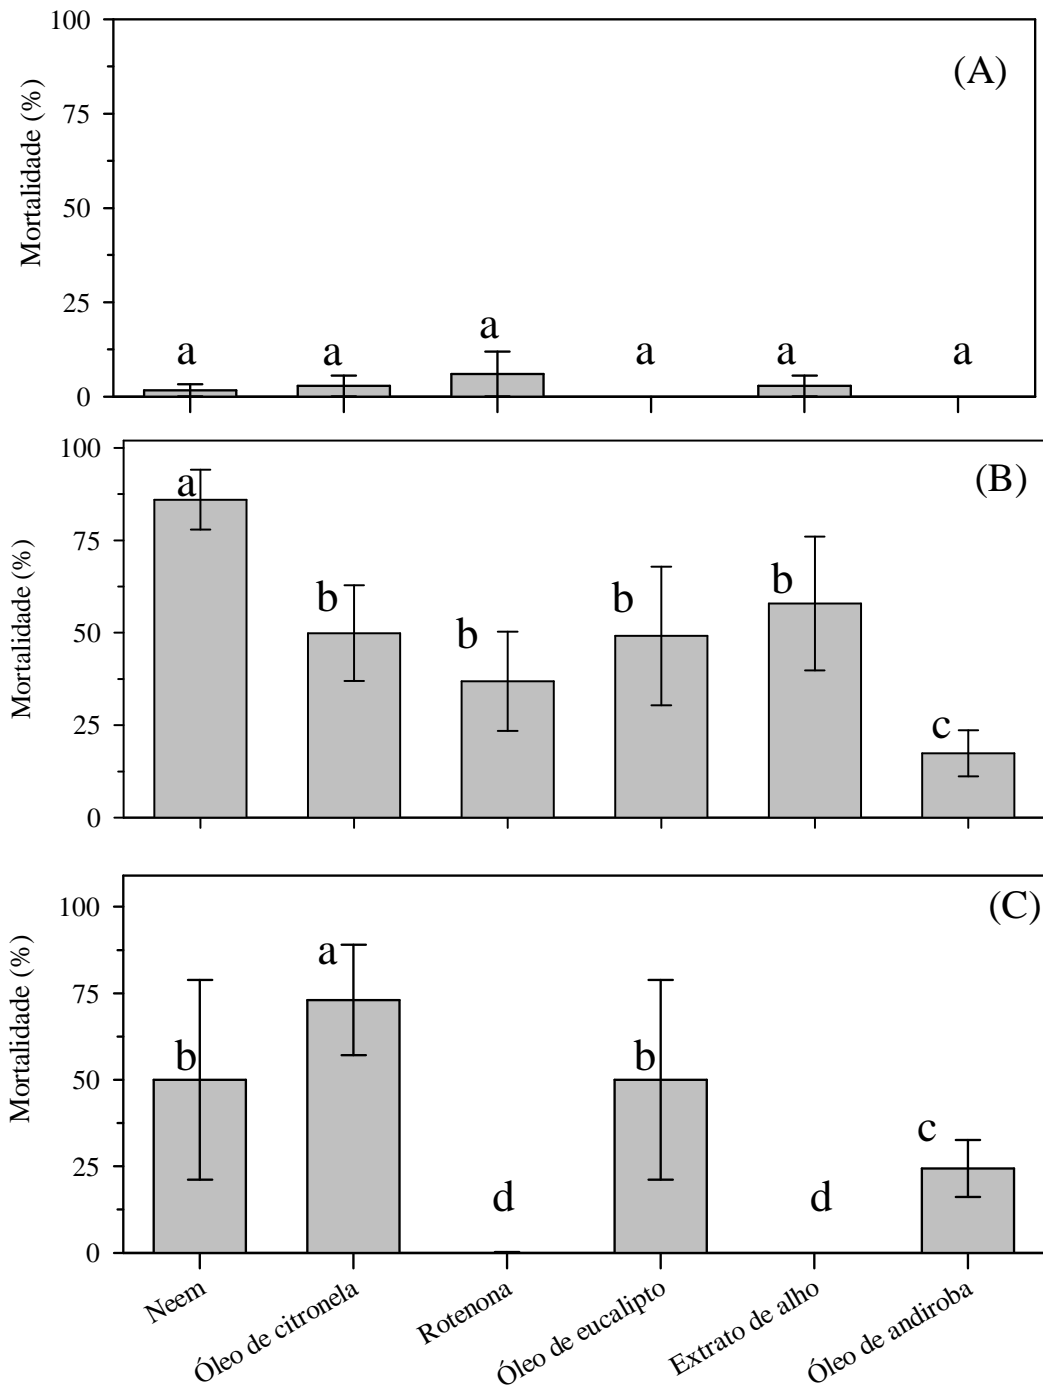 (A)
Mortalidade (%)
100
75
50
25
0
a
a
a
a
a
a
(B)
Mortalidade (%)
100
75
50
25
0
a
b
b
b
b
c
(C)
Mortalidade (%)
100
75
50
25
0
b
a
d
b
d
c
Neem
Óleo de citronela
Rotenona
Óleo de eucalipto
Extrato de alho
Óleo de andiroba